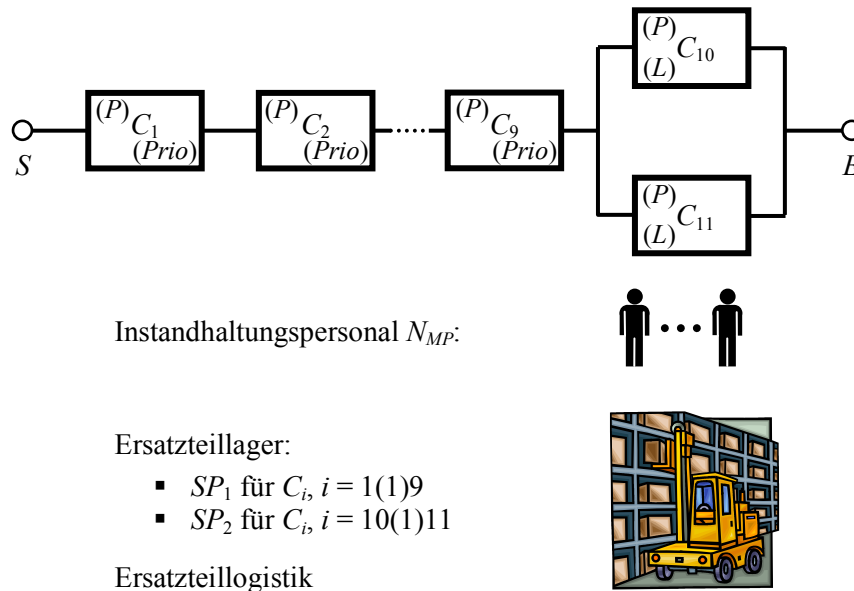 (P) C₁ (Prio)
(P) C₂ (Prio)
(P) C₉ (Prio)
(P) (L) C₁₀
(P) (L) C₁₁
S
E
Instandhaltungspersonal N_MP:
Ersatzteillager:
▪ SP₁ für Cᵢ, i = 1(1)9
▪ SP₂ für Cᵢ, i = 10(1)11
Ersatzteillogistik